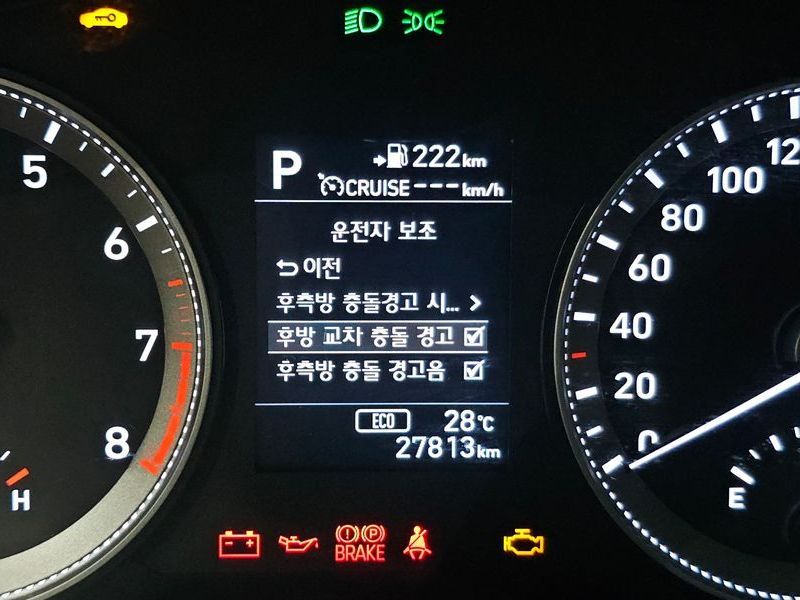 P
222km
CRUISE---km/h
운전자 보조
이전
후측방 충돌경고 시...
후방 교차 충돌 경고
후측방 충돌 경고음
ECO 28℃
27813km
5
6
7
8
H
120
100
80
60
40
20
0
E
BRAKE